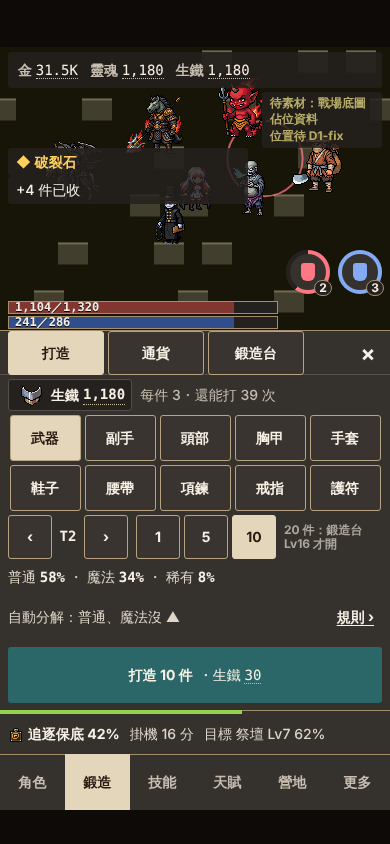 金 31.5K 靈魂 1,180 生鐵 1,180
待素材：戰場底圖
佔位資料
位置待 D1-fix
◆ 破裂石
+4 件已收
2
3
1,104/1,320
241/286
打造 通貨 鍛造台 ×
生鐵 1,180 每件 3・還能打 39 次
武器 副手 頭部 胸甲 手套
鞋子 腰帶 項鍊 戒指 護符
‹ T2 › 1 5 10 20 件：鍛造台
Lv16 才開
普通 58% · 魔法 34% · 稀有 8%
自動分解：普通、魔法沒 ▲ 規則 ›
打造 10 件 · 生鐵 30
追逐保底 42% 掛機 16 分 目標 祭壇 Lv7 62%
角色 鍛造 技能 天賦 營地 更多